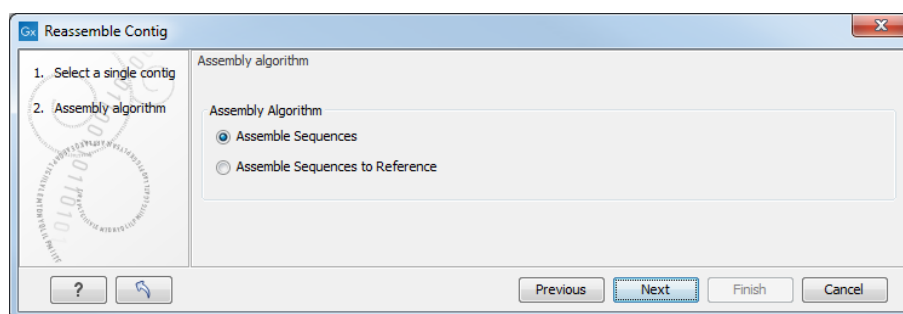 Gx Reassemble Contig
1. Select a single contig
2. Assembly algorithm
Assembly algorithm
Assembly Algorithm
Assemble Sequences
Assemble Sequences to Reference
?
Previous
Next
Finish
Cancel